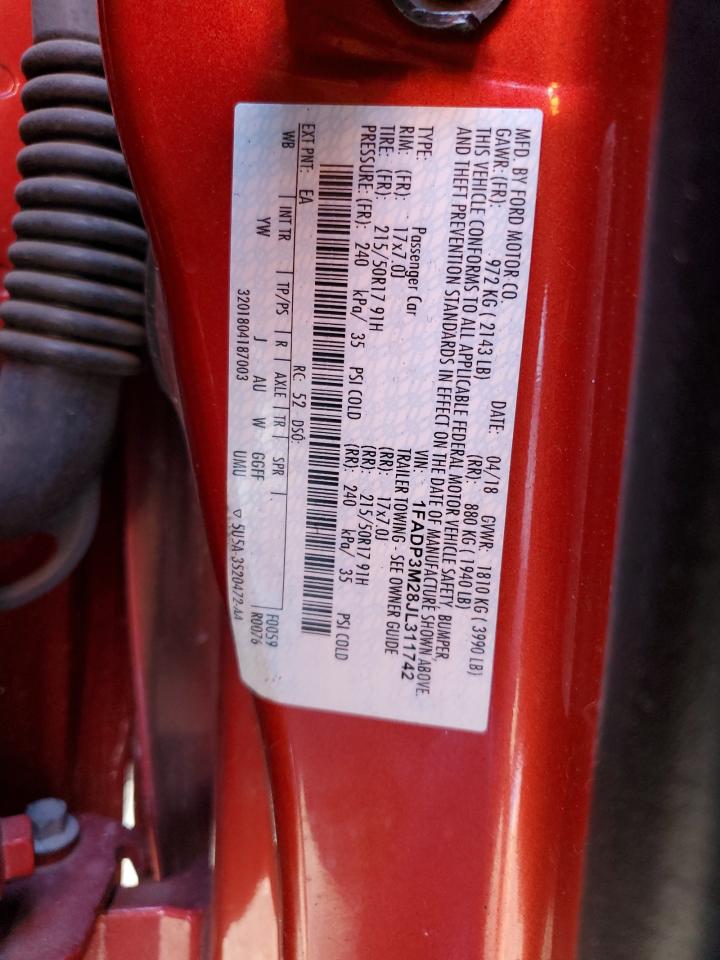 MFD. BY FORD MOTOR CO.
DATE: 04/18 GVWR: 1810 KG ( 3990 LB)
GAWR: (FR): 972 KG ( 2143 LB) (RR): 880 KG ( 1940 LB)
THIS VEHICLE CONFORMS TO ALL APPLICABLE FEDERAL MOTOR VEHICLE SAFETY, BUMPER,
AND THEFT PREVENTION STANDARDS IN EFFECT ON THE DATE OF MANUFACTURE SHOWN ABOVE.
VIN: 1FADP3M28JL311742
TYPE: Passenger Car TRAILER TOWING - SEE OWNER GUIDE
RIM: (FR): 17x7.0J (RR): 17x7.0J
TIRE: (FR): 215/50R17 91H (RR): 215/50R17 91H
PRESSURE: (FR): 240 kPa/ 35 PSI COLD (RR): 240 kPa/ 35 PSI COLD
EXT PNT: EA RC: 52 DSO:
WB INT TR TP/PS R AXLE TR SPR F0059
YW J AU W GGFF R0076
3201804187003 UMU ▽ 5U5A-3520472-AA